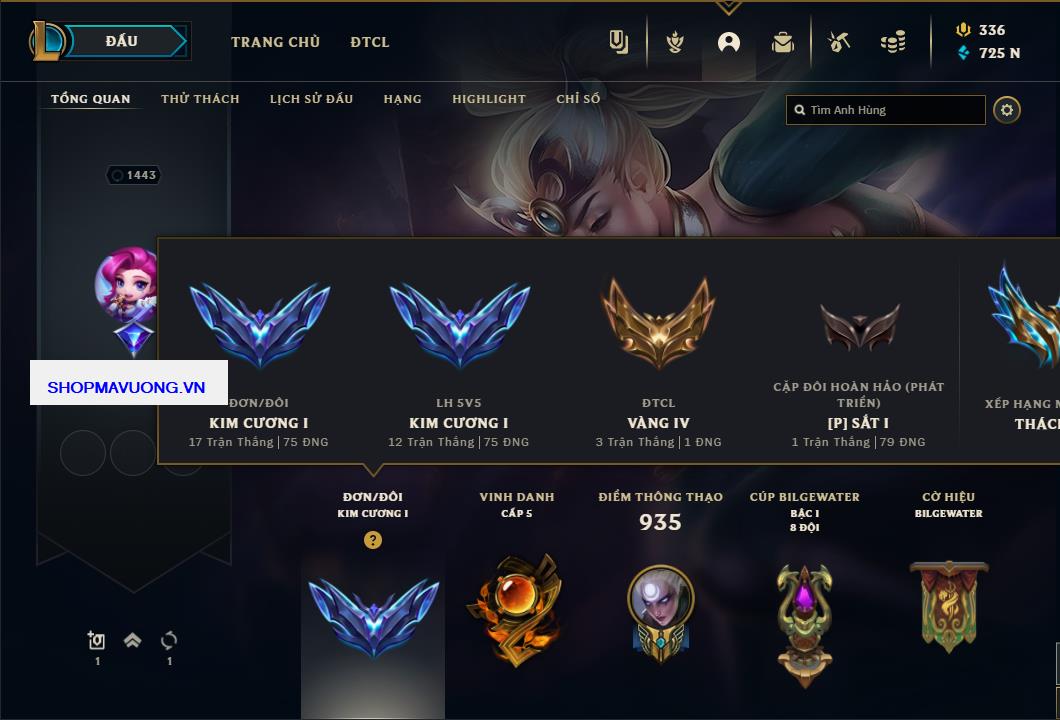 ĐẤU
TRANG CHỦ
ĐTCL
336
725 N
TỔNG QUAN
THỬ THÁCH
LỊCH SỬ ĐẤU
HẠNG
HIGHLIGHT
CHỈ SỐ
Tìm Anh Hùng
1443
SHOPMAVUONG.VN
ĐƠN/ĐÔI
KIM CƯƠNG I
17 Trận Thắng | 75 ĐNG
LH 5V5
KIM CƯƠNG I
12 Trận Thắng | 75 ĐNG
ĐTCL
VÀNG IV
3 Trận Thắng | 1 ĐNG
CẶP ĐÔI HOÀN HẢO (PHÁT
TRIỂN)
[P] SẮT I
1 Trận Thắng | 79 ĐNG
XẾP HẠNG
THÁCH
ĐƠN/ĐÔI
KIM CƯƠNG I
?
VINH DANH
CẤP 5
ĐIỂM THÔNG THẠO
935
CÚP BILGEWATER
BẬC I
8 ĐỘI
CỜ HIỆU
BILGEWATER
1
1